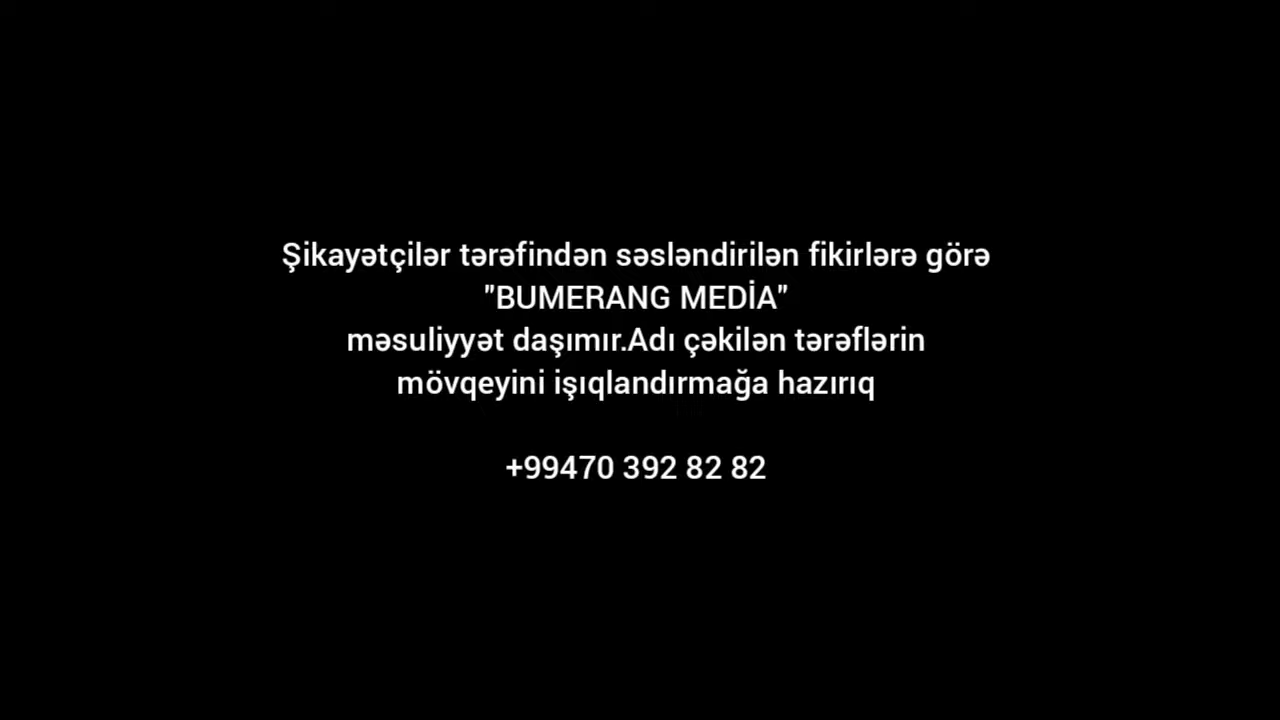 Şikayətçilər tərəfindən səsləndirilən fikirlərə görə
"BUMERANG MEDİA"
məsuliyyət daşımır.Adı çəkilən tərəflərin
mövqeyini işıqlandırmağa hazırıq
+99470 392 82 82